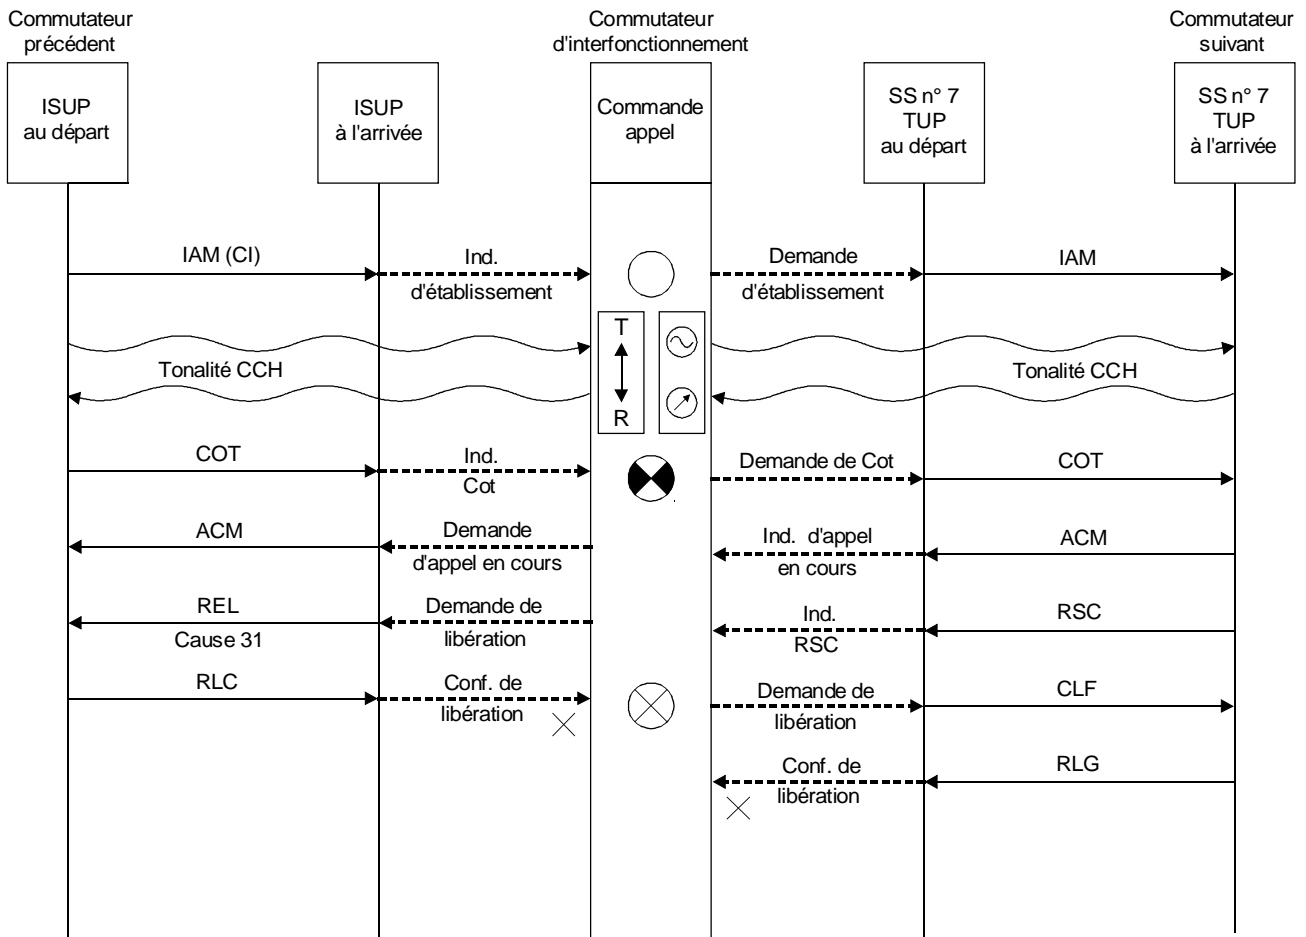 Commutateur
précédent
Commutateur
d'interfonctionnement
Commutateur
suivant
ISUP
au départ
ISUP
à l'arrivée
Commande
appel
SS n° 7
TUP
au départ
SS n° 7
TUP
à l'arrivée
IAM (CI)
Ind.
d'établissement
Demande
d'établissement
IAM
T
R
Tonalité CCH
Tonalité CCH
COT
Ind.
Cot
Demande de Cot
COT
ACM
Demande
d'appel en cours
Ind. d'appel
en cours
ACM
REL
Cause 31
Demande de
libération
Ind.
RSC
RSC
RLC
Conf. de
libération
Demande de
libération
CLF
Conf. de
libération
RLG